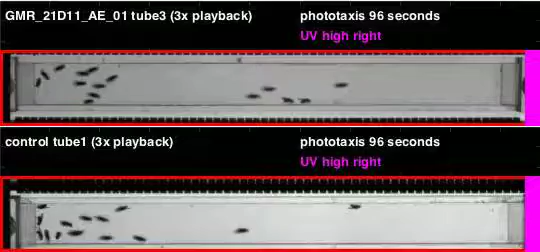 GMR_21D11_AE_01 tube3 (3x playback) phototaxis 96 seconds
UV high right
control tube1 (3x playback) phototaxis 96 seconds
UV high right